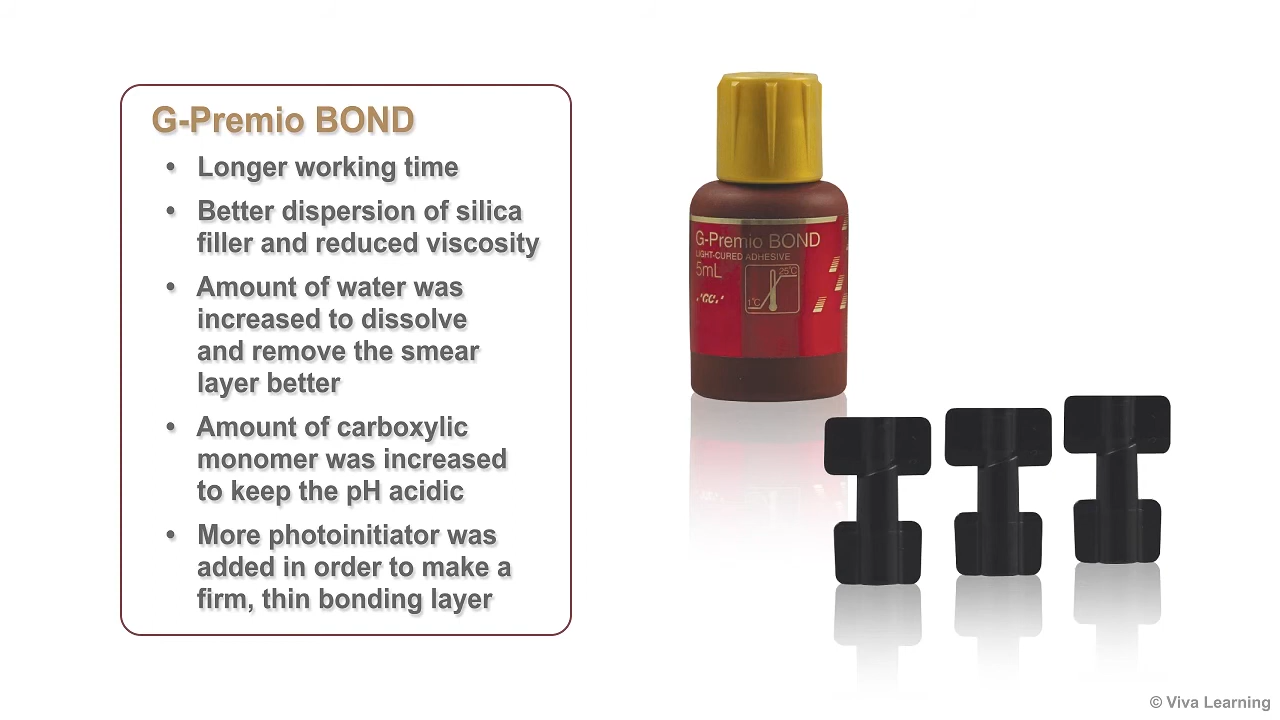 G-Premio BOND
• Longer working time
• Better dispersion of silica
filler and reduced viscosity
• Amount of water was
increased to dissolve
and remove the smear
layer better
• Amount of carboxylic
monomer was increased
to keep the pH acidic
• More photoinitiator was
added in order to make a
firm, thin bonding layer
G-Premio BOND
LIGHT-CURED ADHESIVE
5mL
25°C
GC
1°C
© Viva Learning